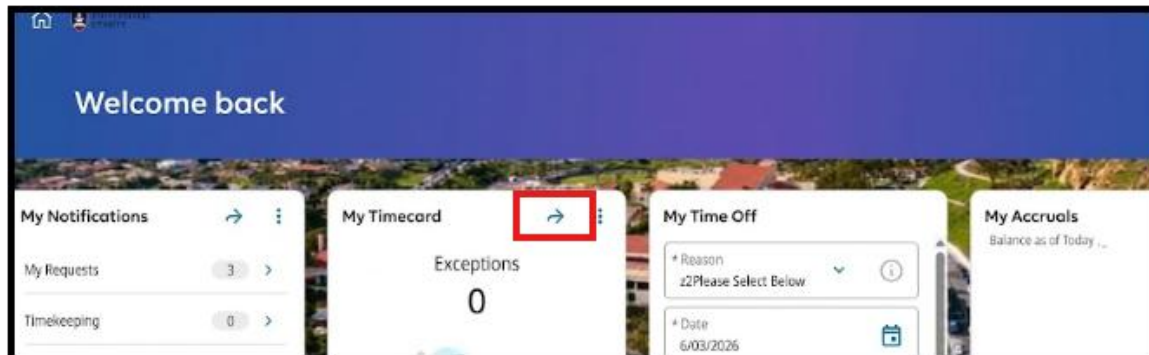 Welcome back
My Notifications
My Requests 3
Timekeeping 0
My Timecard
Exceptions
0
My Time Off
* Reason
z2Please Select Below
* Date
6/03/2026
My Accruals
Balance as of Today